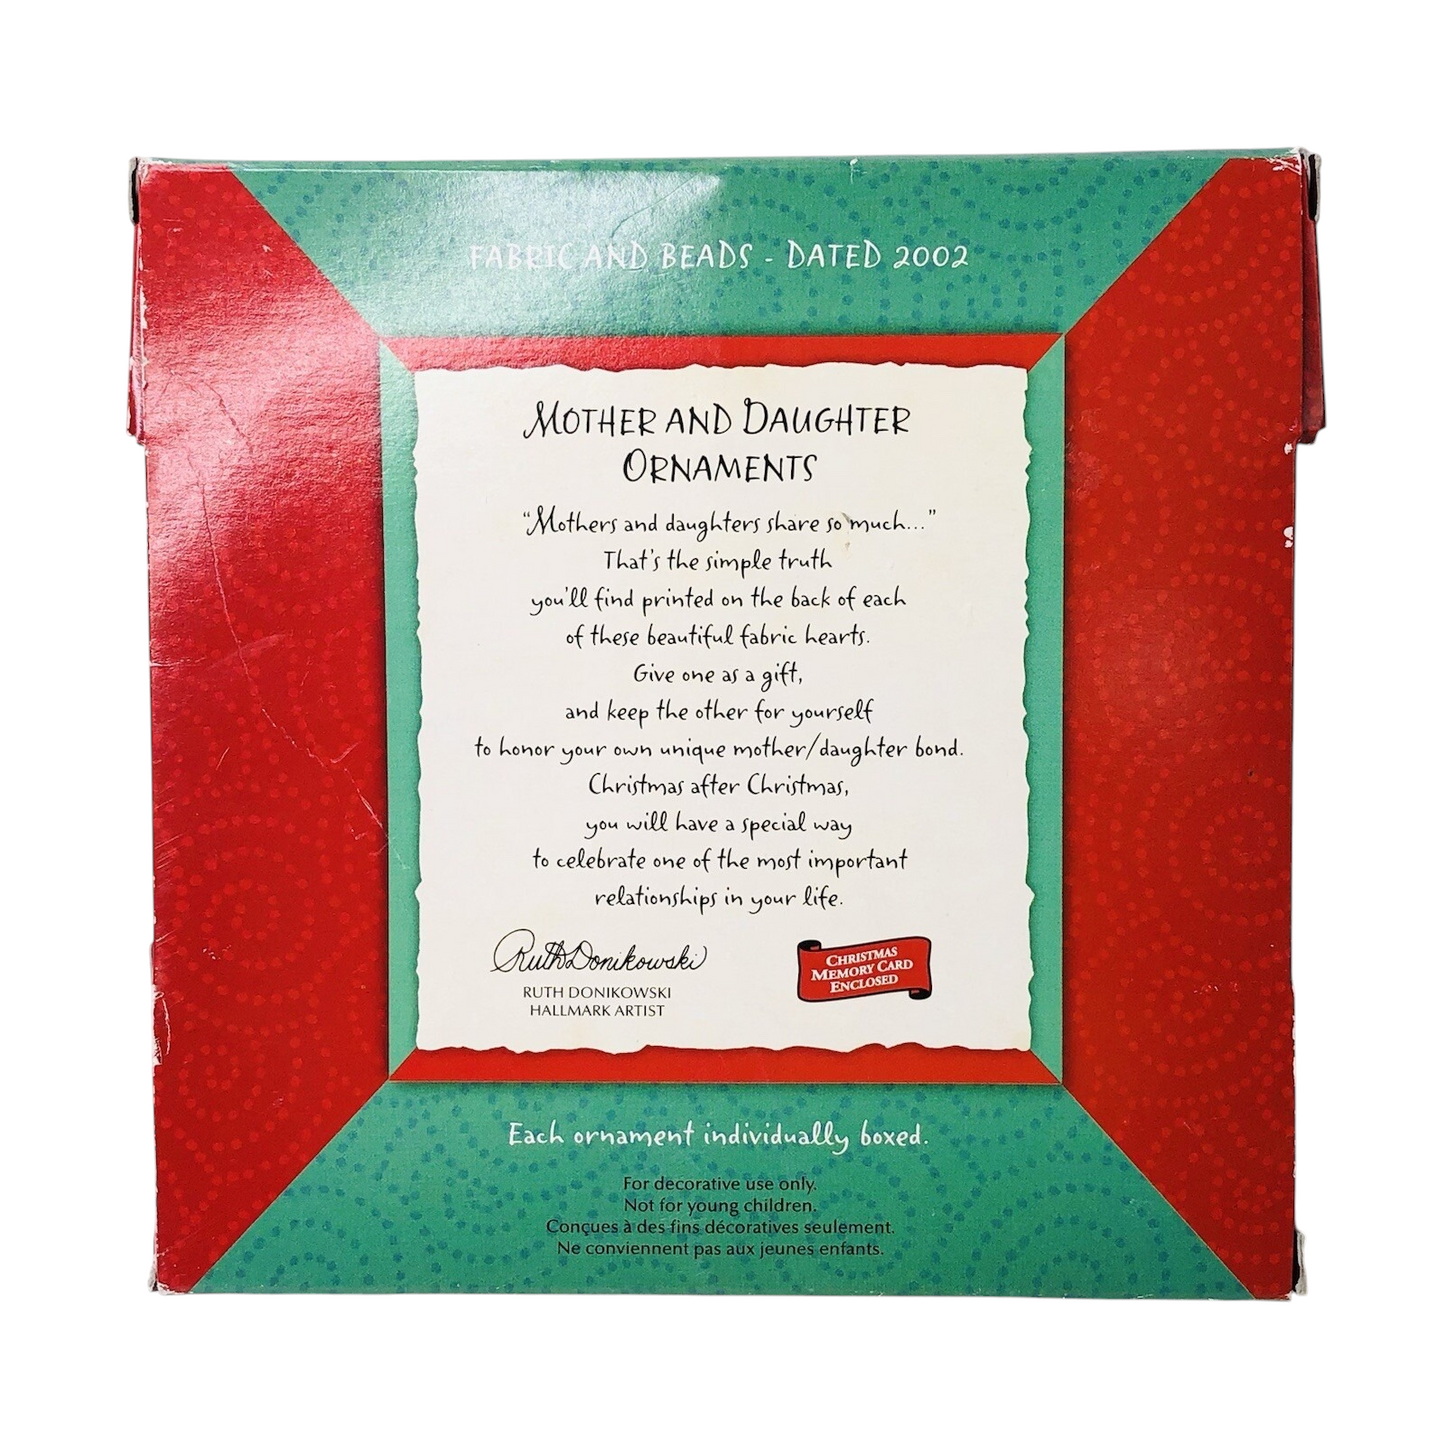 FABRIC AND BEADS - DATED 2002
MOTHER AND DAUGHTER
ORNAMENTS
“Mothers and daughters share so much...”
That's the simple truth
you'll find printed on the back of each
of these beautiful fabric hearts.
Give one as a gift,
and keep the other for yourself
to honor your own unique mother/daughter bond.
Christmas after Christmas,
you will have a special way
to celebrate one of the most important
relationships in your life.
Ruth Donikowski
RUTH DONIKOWSKI
HALLMARK ARTIST
CHRISTMAS
MEMORY CARD
ENCLOSED
Each ornament individually boxed.
For decorative use only.
Not for young children.
Conçues à des fins décoratives seulement.
Ne conviennent pas aux jeunes enfants.